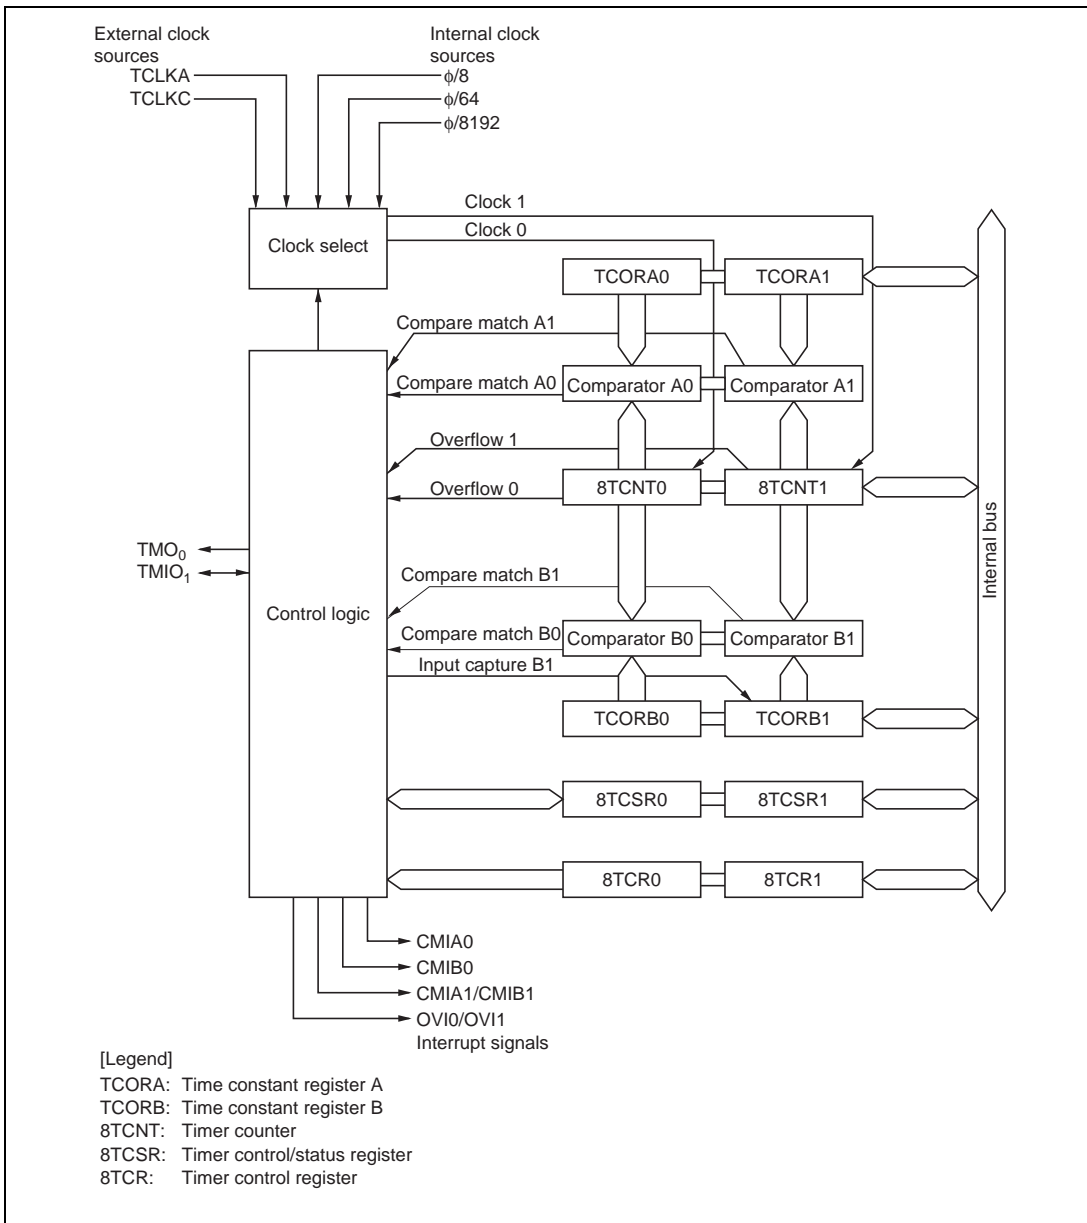 External clock
sources
TCLKA
TCLKC
Internal clock
sources
ϕ/8
ϕ/64
ϕ/8192
Clock 1
Clock 0
Clock select
TCORA0
TCORA1
Compare match A1
Compare match A0
Comparator A0
Comparator A1
Overflow 1
Overflow 0
8TCNT0
8TCNT1
Internal bus
TMO₀
TMIO₁
Control logic
Compare match B1
Compare match B0
Comparator B0
Comparator B1
Input capture B1
TCORB0
TCORB1
8TCSR0
8TCSR1
8TCR0
8TCR1
CMIA0
CMIB0
CMIA1/CMIB1
OVI0/OVI1
Interrupt signals
[Legend]
TCORA: Time constant register A
TCORB: Time constant register B
8TCNT: Timer counter
8TCSR: Timer control/status register
8TCR: Timer control register